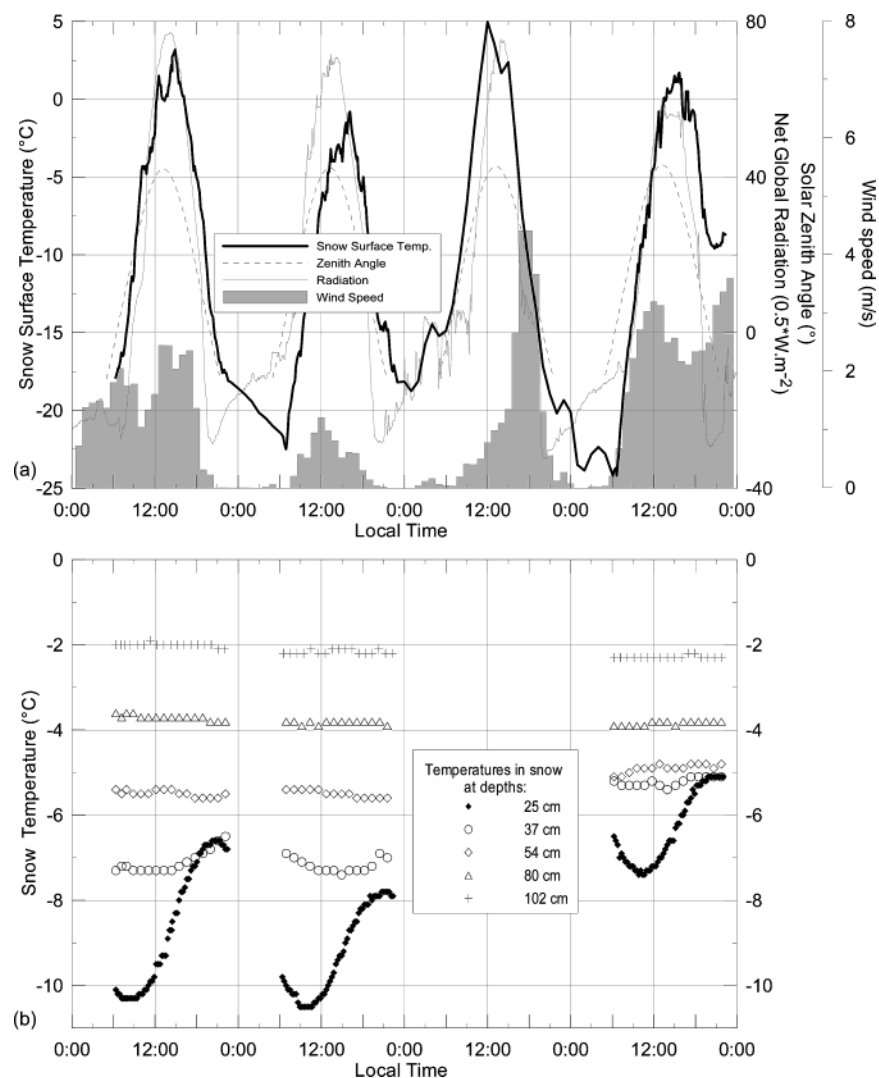 5
0
-5
-10
-15
-20
-25
Snow Surface Temperature (°C)
80
40
0
-40
Net Global Radiation (0.5*W.m-2)
Solar Zenith Angle (°)
8
6
4
2
0
Wind speed (m/s)
Snow Surface Temp.
Zenith Angle
Radiation
Wind Speed
(a)
0:00 12:00 0:00 12:00 0:00 12:00 0:00 12:00 0:00
Local Time
0
-2
-4
-6
-8
-10
Snow Temperature (°C)
0
-2
-4
-6
-8
-10
Temperatures in snow
at depths:
25 cm
37 cm
54 cm
80 cm
102 cm
(b)
0:00 12:00 0:00 12:00 0:00 12:00 0:00 12:00 0:00
Local Time